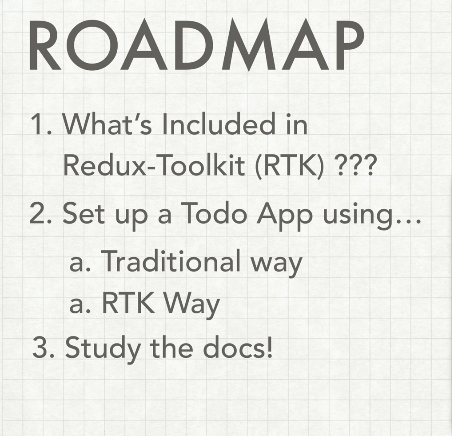 ROADMAP
1. What's Included in
Redux-Toolkit (RTK) ???
2. Set up a Todo App using…
a. Traditional way
a. RTK Way
3. Study the docs!